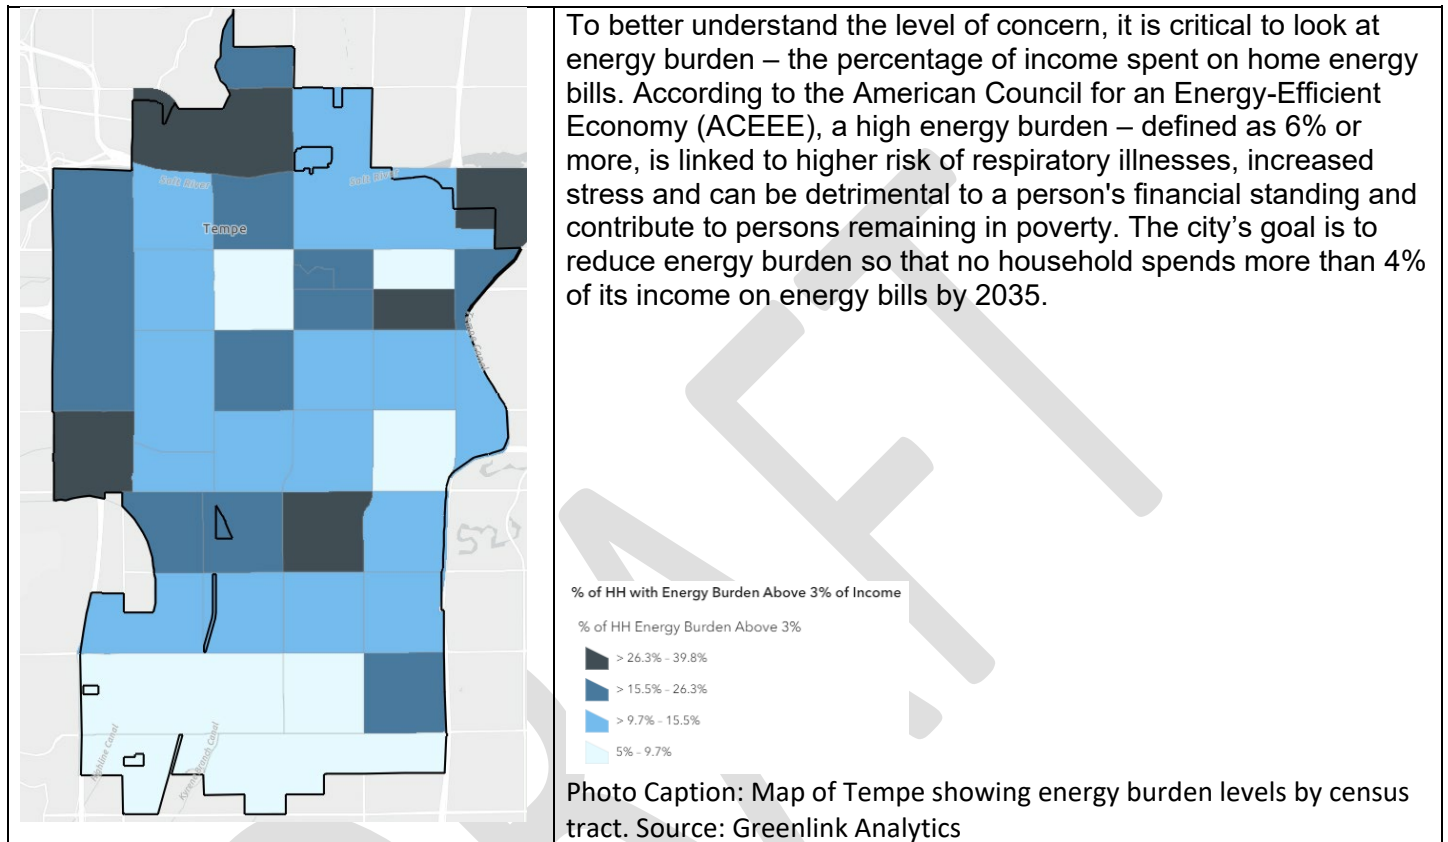 To better understand the level of concern, it is critical to look at
energy burden – the percentage of income spent on home energy
bills. According to the American Council for an Energy-Efficient
Economy (ACEEE), a high energy burden – defined as 6% or
more, is linked to higher risk of respiratory illnesses, increased
stress and can be detrimental to a person's financial standing and
contribute to persons remaining in poverty. The city’s goal is to
reduce energy burden so that no household spends more than 4%
of its income on energy bills by 2035.
Salt River
Salt River
Tempe
Canal
Highline Canal
Kyrene Branch Canal
% of HH with Energy Burden Above 3% of Income
% of HH Energy Burden Above 3%
> 26.3% - 39.8%
> 15.5% - 26.3%
> 9.7% - 15.5%
5% - 9.7%
Photo Caption: Map of Tempe showing energy burden levels by census
tract. Source: Greenlink Analytics